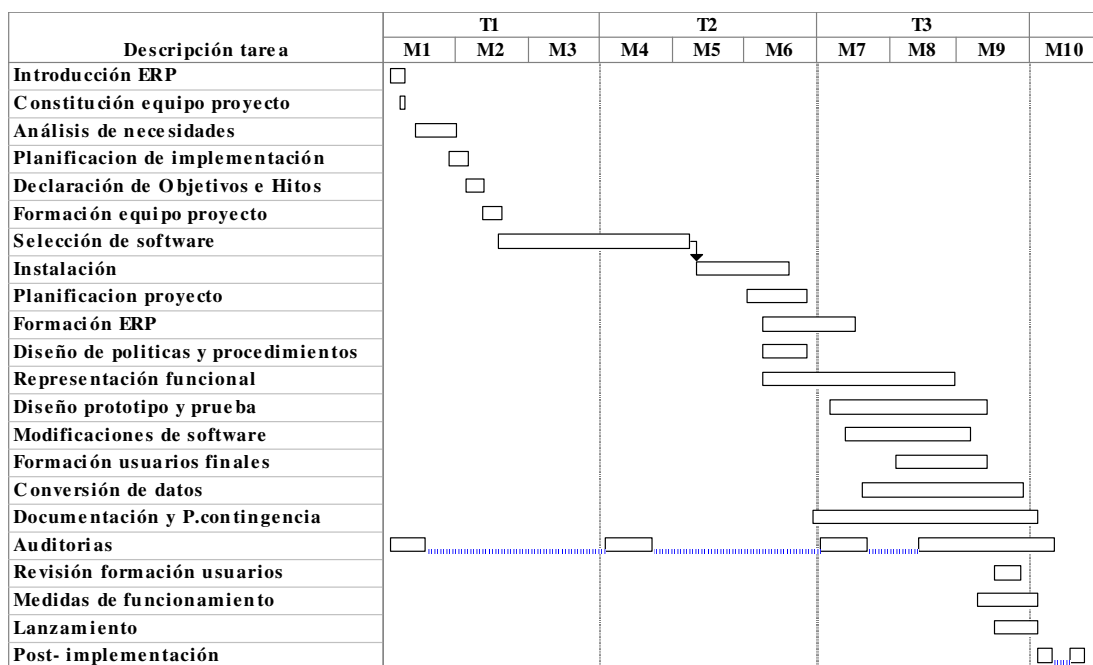 T1 T2 T3
Descripción tarea M1 M2 M3 M4 M5 M6 M7 M8 M9 M10
Introducción ERP
Constitución equipo proyecto
Análisis de necesidades
Planificacion de implementación
Declaración de Objetivos e Hitos
Formación equipo proyecto
Selección de software
Instalación
Planificacion proyecto
Formación ERP
Diseño de politicas y procedimientos
Representación funcional
Diseño prototipo y prueba
Modificaciones de software
Formación usuarios finales
Conversión de datos
Documentación y P.contingencia
Auditorias
Revisión formación usuarios
Medidas de funcionamiento
Lanzamiento
Post- implementación